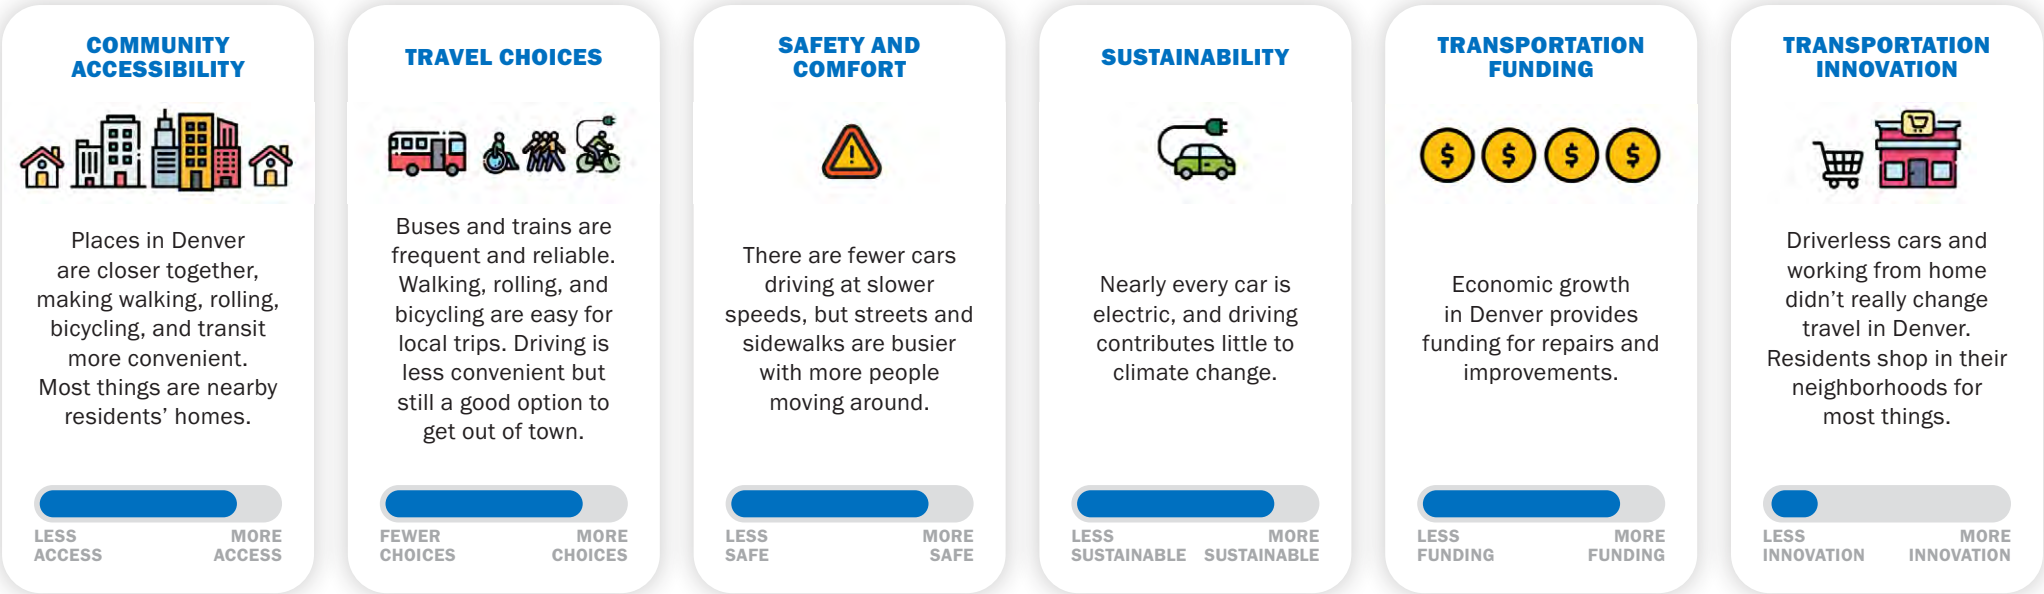 COMMUNITY
ACCESSIBILITY
Places in Denver
are closer together,
making walking, rolling,
bicycling, and transit
more convenient.
Most things are nearby
residents’ homes.
LESS
ACCESS
MORE
ACCESS
TRAVEL CHOICES
Buses and trains are
frequent and reliable.
Walking, rolling, and
bicycling are easy for
local trips. Driving is
less convenient but
still a good option to
get out of town.
FEWER
CHOICES
MORE
CHOICES
SAFETY AND
COMFORT
There are fewer cars
driving at slower
speeds, but streets and
sidewalks are busier
with more people
moving around.
LESS
SAFE
MORE
SAFE
SUSTAINABILITY
Nearly every car is
electric, and driving
contributes little to
climate change.
LESS
SUSTAINABLE
MORE
SUSTAINABLE
TRANSPORTATION
FUNDING
$ $ $ $
Economic growth
in Denver provides
funding for repairs and
improvements.
LESS
FUNDING
MORE
FUNDING
TRANSPORTATION
INNOVATION
Driverless cars and
working from home
didn’t really change
travel in Denver.
Residents shop in their
neighborhoods for
most things.
LESS
INNOVATION
MORE
INNOVATION